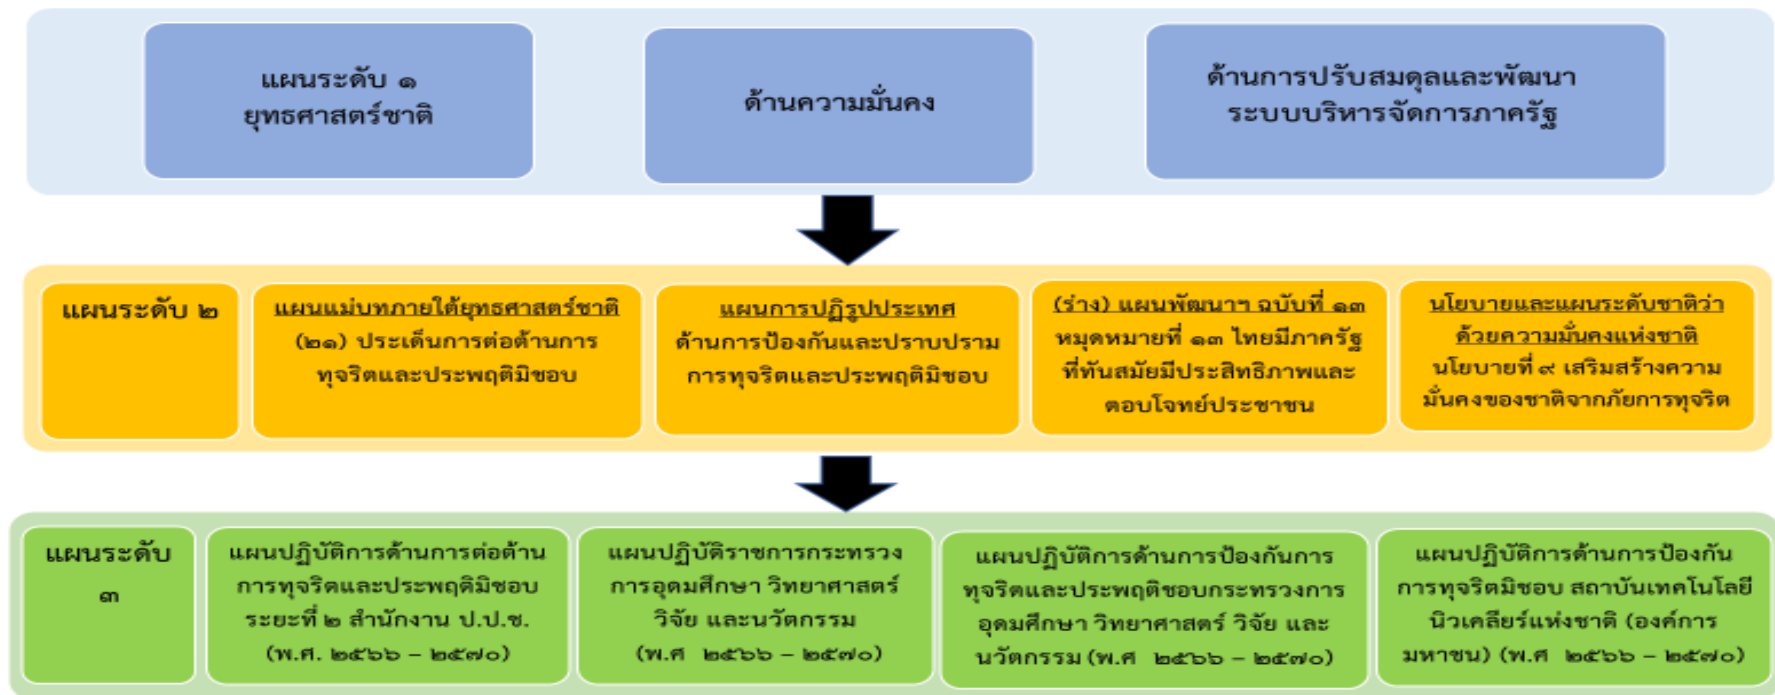 แผนระดับ ๑
ยุทธศาสตร์ชาติ
ด้านความมั่นคง
ด้านการปรับสมดุลและพัฒนา
ระบบบริหารจัดการภาครัฐ
แผนระดับ ๒
แผนแม่บทภายใต้ยุทธศาสตร์ชาติ
(๒๑) ประเด็นการต่อต้านการ
ทุจริตและประพฤติมิชอบ
แผนการปฏิรูปประเทศ
ด้านการป้องกันและปราบปราม
การทุจริตและประพฤติมิชอบ
(ร่าง) แผนพัฒนาฯ ฉบับที่ ๑๓
หมุดหมายที่ ๑๓ ไทยมีภาครัฐ
ที่ทันสมัยมีประสิทธิภาพและ
ตอบโจทย์ประชาชน
นโยบายและแผนระดับชาติว่า
ด้วยความมั่นคงแห่งชาติ
นโยบายที่ ๙ เสริมสร้างความ
มั่นคงของชาติจากภัยการทุจริต
แผนระดับ
๓
แผนปฏิบัติการด้านการต่อต้าน
การทุจริตและประพฤติมิชอบ
ระยะที่ ๒ สำนักงาน ป.ป.ช.
(พ.ศ. ๒๕๖๖ – ๒๕๗๐)
แผนปฏิบัติราชการกระทรวง
การอุดมศึกษา วิทยาศาสตร์
วิจัย และนวัตกรรม
(พ.ศ ๒๕๖๖ – ๒๕๗๐)
แผนปฏิบัติการด้านการป้องกันการ
ทุจริตและประพฤติชอบกระทรวงการ
อุดมศึกษา วิทยาศาสตร์ วิจัย และ
นวัตกรรม (พ.ศ ๒๕๖๖ – ๒๕๗๐)
แผนปฏิบัติการด้านการป้องกัน
การทุจริตมิชอบ สถาบันเทคโนโลยี
นิวเคลียร์แห่งชาติ (องค์การ
มหาชน) (พ.ศ ๒๕๖๖ – ๒๕๗๐)